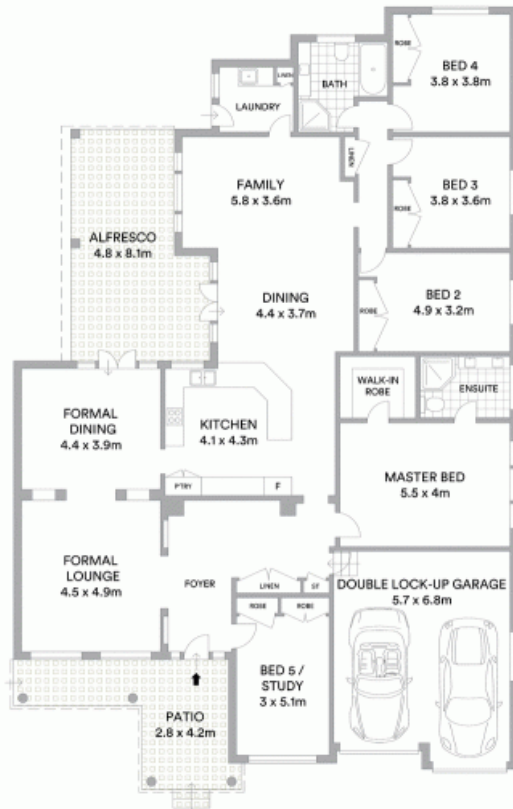 ROBE
BED 4
3.8 x 3.8m
BATH
LINEN
LAUNDRY
LINEN
FAMILY
5.8 x 3.6m
BED 3
3.8 x 3.6m
ROBE
ALFRESCO
4.8 x 8.1m
DINING
4.4 x 3.7m
BED 2
4.9 x 3.2m
ROBE
WALK-IN
ROBE
ENSUITE
FORMAL
DINING
4.4 x 3.9m
KITCHEN
4.1 x 4.3m
MASTER BED
5.5 x 4m
PTRY
F
FORMAL
LOUNGE
4.5 x 4.9m
FOYER
LINEN
ST
DOUBLE LOCK-UP GARAGE
5.7 x 6.8m
ROBE
ROBE
BED 5 /
STUDY
3 x 5.1m
PATIO
2.8 x 4.2m